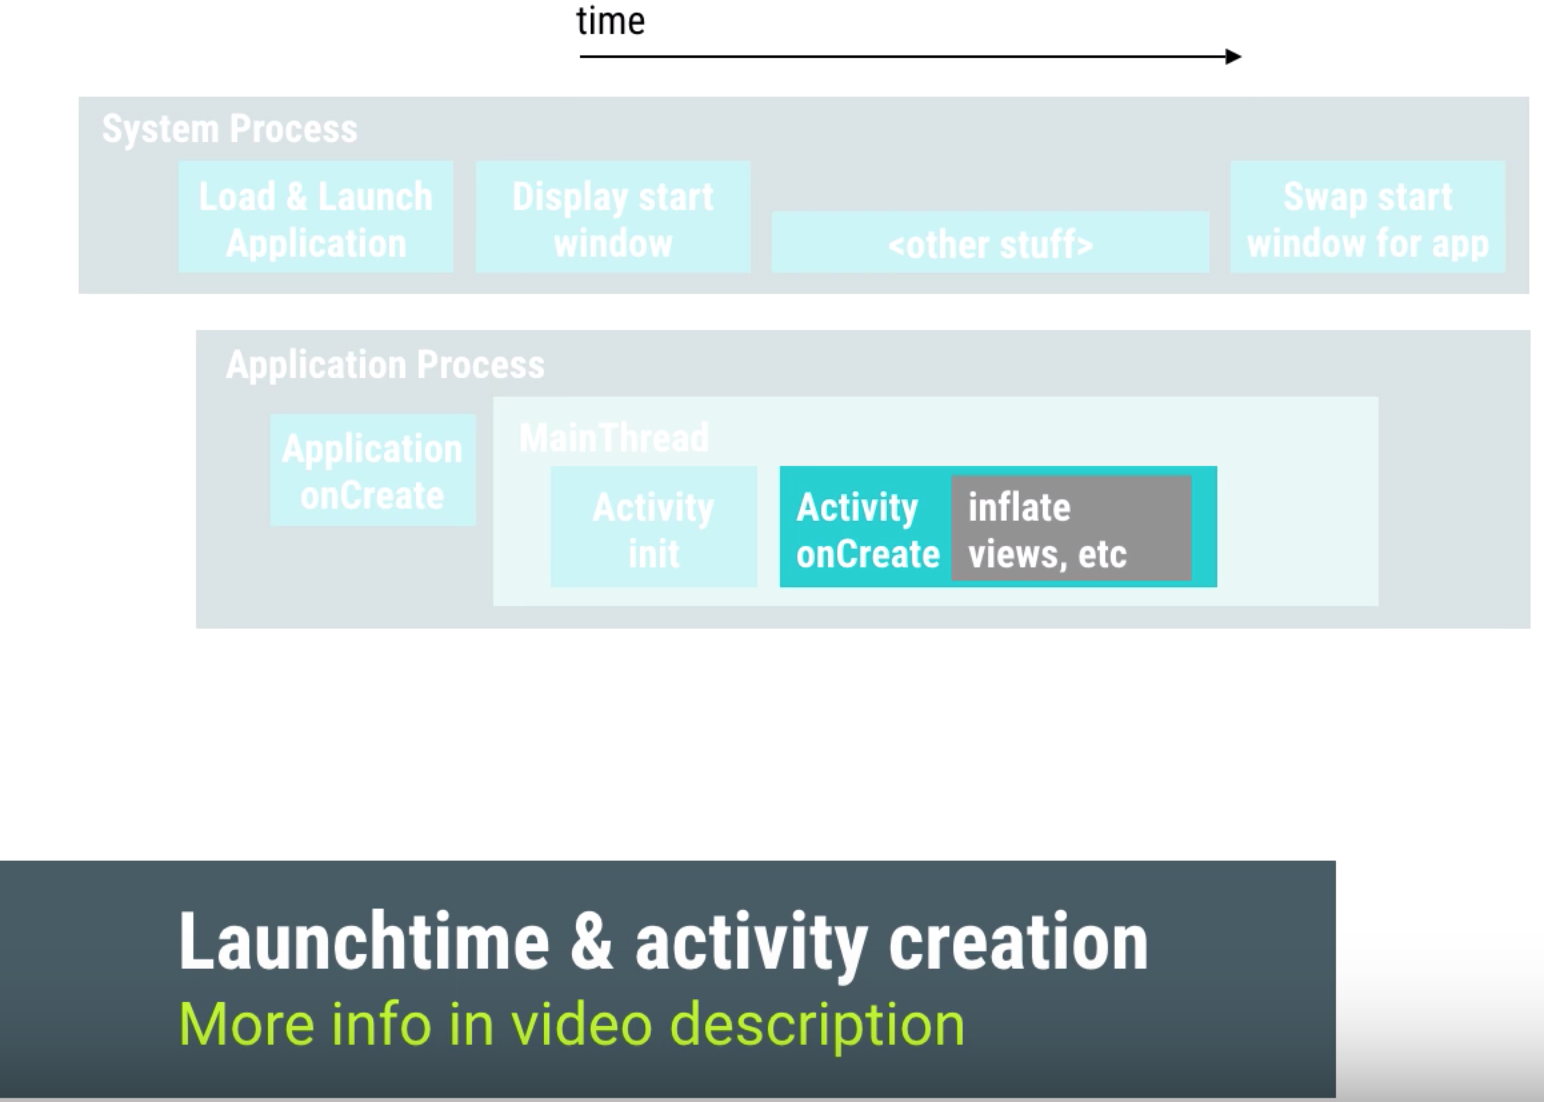 time
System Process
Load & Launch
Application
Display start
window
<other stuff>
Swap start
window for app
Application Process
Application
onCreate
MainThread
Activity
init
Activity
onCreate
inflate
views, etc
Launchtime & activity creation
More info in video description